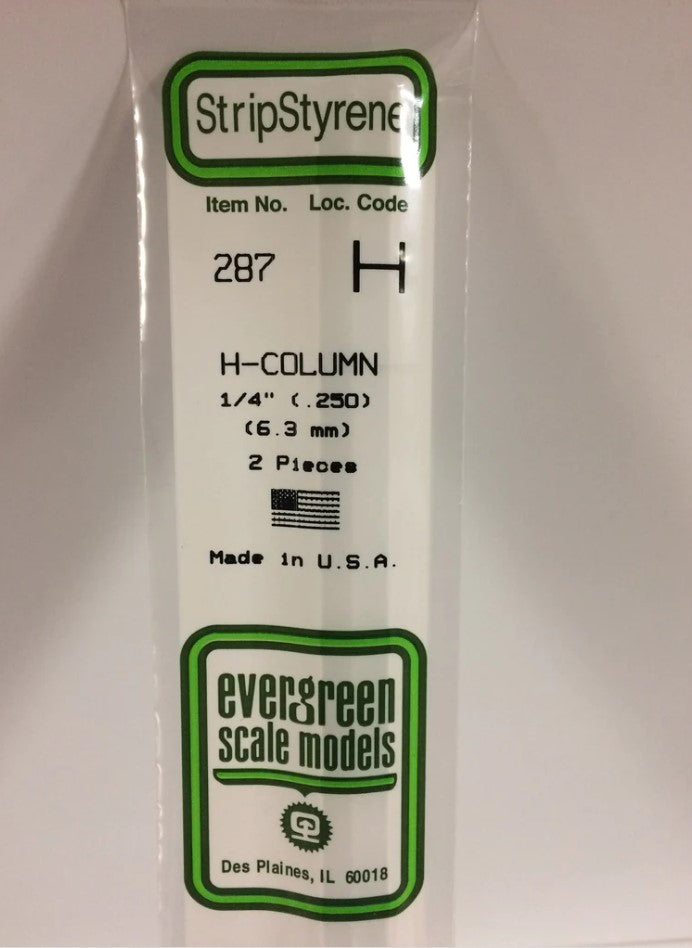 StripStyrene
Item No. Loc. Code
287 H
H-COLUMN
1/4" (.250)
(6.3 mm)
2 Pieces
Made in U.S.A.
evergreen
scale models
Des Plaines, IL 60018